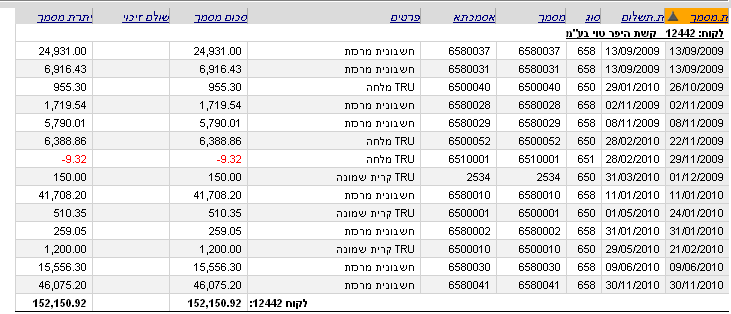 ת.מסמך ת.תשלום סוג מסמך אסמכתא פרטים סכום מסמך שולם זיכוי יתרת מסמך
לקוח: 12442 קשת היפר טוי בע"מ
13/09/2009 13/09/2009 658 6580037 6580037 חשבונית מרכזת 24,931.00 24,931.00
13/09/2009 13/09/2009 658 6580031 6580031 חשבונית מרכזת 6,916.43 6,916.43
26/10/2009 29/01/2010 650 6500040 6500040 TRU מלחה 955.30 955.30
02/11/2009 02/11/2009 658 6580028 6580028 חשבונית מרכזת 1,719.54 1,719.54
08/11/2009 08/11/2009 658 6580029 6580029 חשבונית מרכזת 5,790.01 5,790.01
22/11/2009 28/02/2010 650 6500052 6500052 TRU מלחה 6,388.86 6,388.86
29/11/2009 28/02/2010 651 6510001 6510001 TRU מלחה -9.32 -9.32
01/12/2009 31/03/2010 650 2534 2534 TRU קרית שמונה 150.00 150.00
11/01/2010 11/01/2010 658 6580010 6580010 חשבונית מרכזת 41,708.20 41,708.20
24/01/2010 01/05/2010 650 6500001 6500001 TRU קרית שמונה 510.35 510.35
31/01/2010 31/01/2010 658 6580002 6580002 חשבונית מרכזת 259.05 259.05
21/02/2010 29/05/2010 650 6500010 6500010 TRU קרית שמונה 1,200.00 1,200.00
09/06/2010 09/06/2010 658 6580030 6580030 חשבונית מרכזת 15,556.30 15,556.30
30/11/2010 30/11/2010 658 6580041 6580041 חשבונית מרכזת 46,075.20 46,075.20
לקוח 12442: 152,150.92 152,150.92